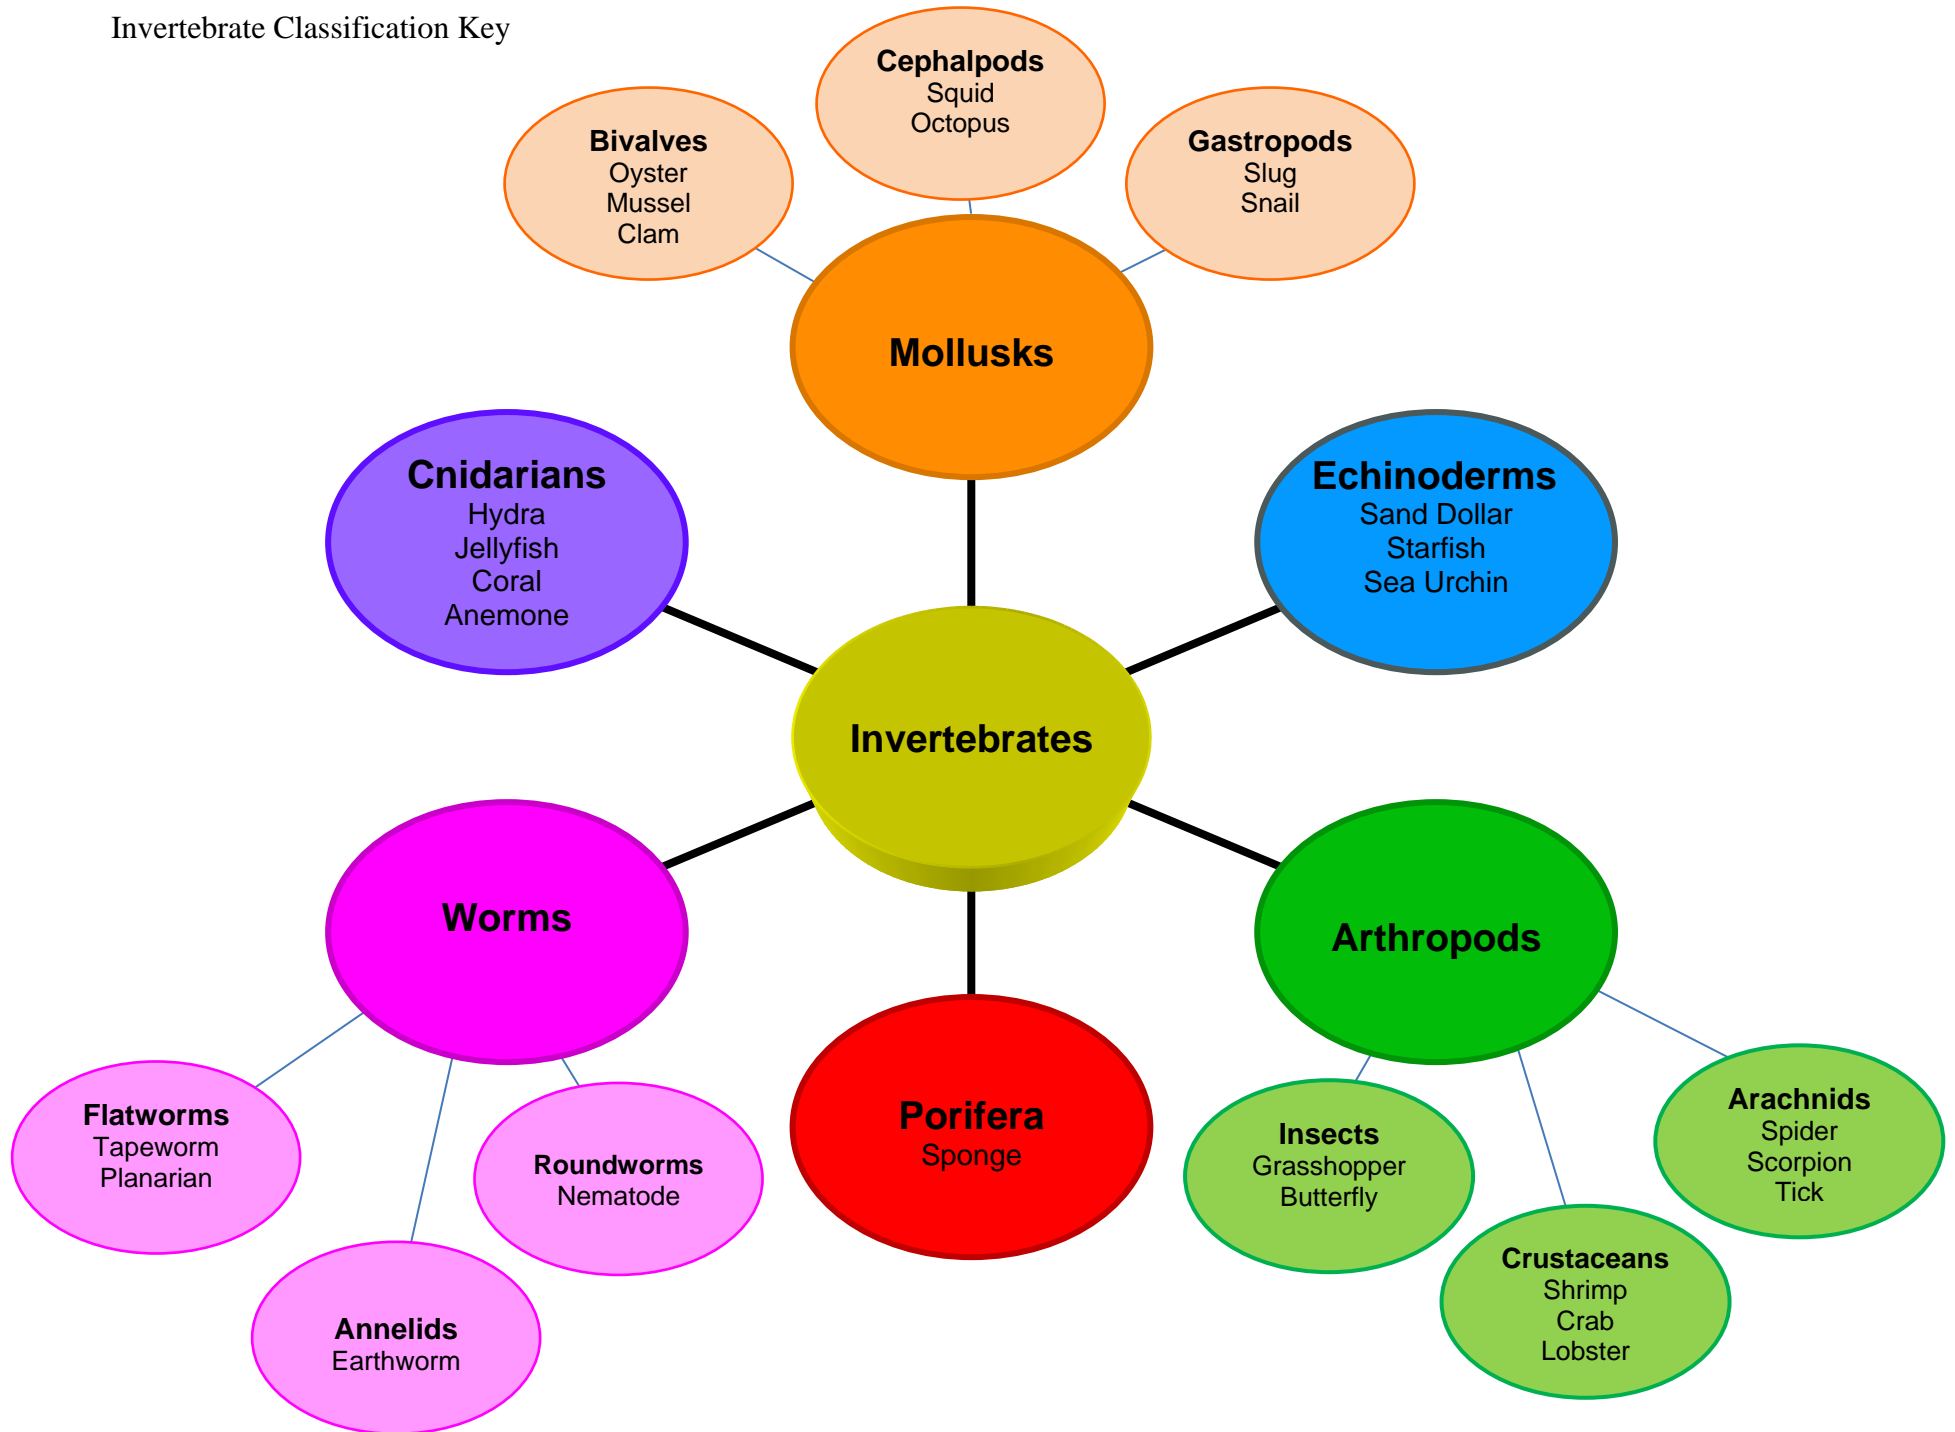 Invertebrate Classification Key
Cephalpods
Squid
Octopus
Bivalves
Oyster
Mussel
Clam
Gastropods
Slug
Snail
Mollusks
Cnidarians
Hydra
Jellyfish
Coral
Anemone
Echinoderms
Sand Dollar
Starfish
Sea Urchin
Invertebrates
Worms
Arthropods
Flatworms
Tapeworm
Planarian
Roundworms
Nematode
Annelids
Earthworm
Porifera
Sponge
Insects
Grasshopper
Butterfly
Arachnids
Spider
Scorpion
Tick
Crustaceans
Shrimp
Crab
Lobster